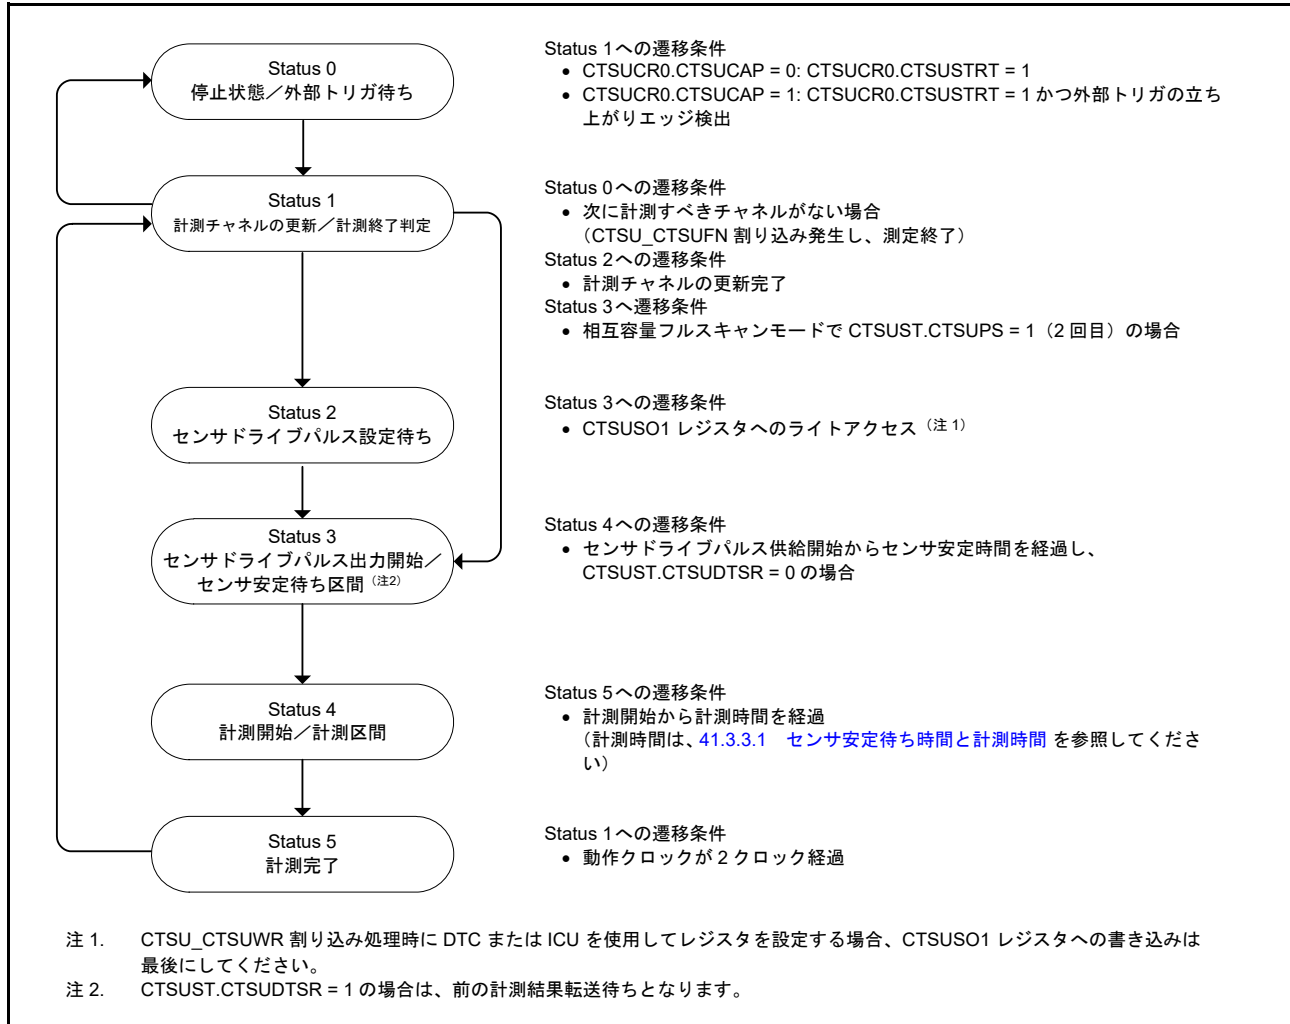 Status 0
停止状態／外部トリガ待ち
Status 1への遷移条件
• CTSUCR0.CTSUCAP = 0: CTSUCR0.CTSUSTRT = 1
• CTSUCR0.CTSUCAP = 1: CTSUCR0.CTSUSTRT = 1 かつ外部トリガの立ち
上がりエッジ検出
Status 1
計測チャネルの更新／計測終了判定
Status 0への遷移条件
• 次に計測すべきチャネルがない場合
（CTSU_CTSUFN 割り込み発生し、測定終了）
Status 2への遷移条件
• 計測チャネルの更新完了
Status 3へ遷移条件
• 相互容量フルスキャンモードで CTSUST.CTSUPS = 1（2 回目）の場合
Status 2
センサドライブパルス設定待ち
Status 3への遷移条件
• CTSUSO1 レジスタへのライトアクセス（注 1）
Status 3
センサドライブパルス出力開始／
センサ安定待ち区間（注2）
Status 4への遷移条件
• センサドライブパルス供給開始からセンサ安定時間を経過し、
CTSUST.CTSUDTSR = 0 の場合
Status 4
計測開始／計測区間
Status 5への遷移条件
• 計測開始から計測時間を経過
（計測時間は、41.3.3.1　センサ安定待ち時間と計測時間 を参照してくださ
い）
Status 5
計測完了
Status 1への遷移条件
• 動作クロックが 2 クロック経過
注 1. CTSU_CTSUWR 割り込み処理時に DTC または ICU を使用してレジスタを設定する場合、CTSUSO1 レジスタへの書き込みは
最後にしてください。
注 2. CTSUST.CTSUDTSR = 1 の場合は、前の計測結果転送待ちとなります。